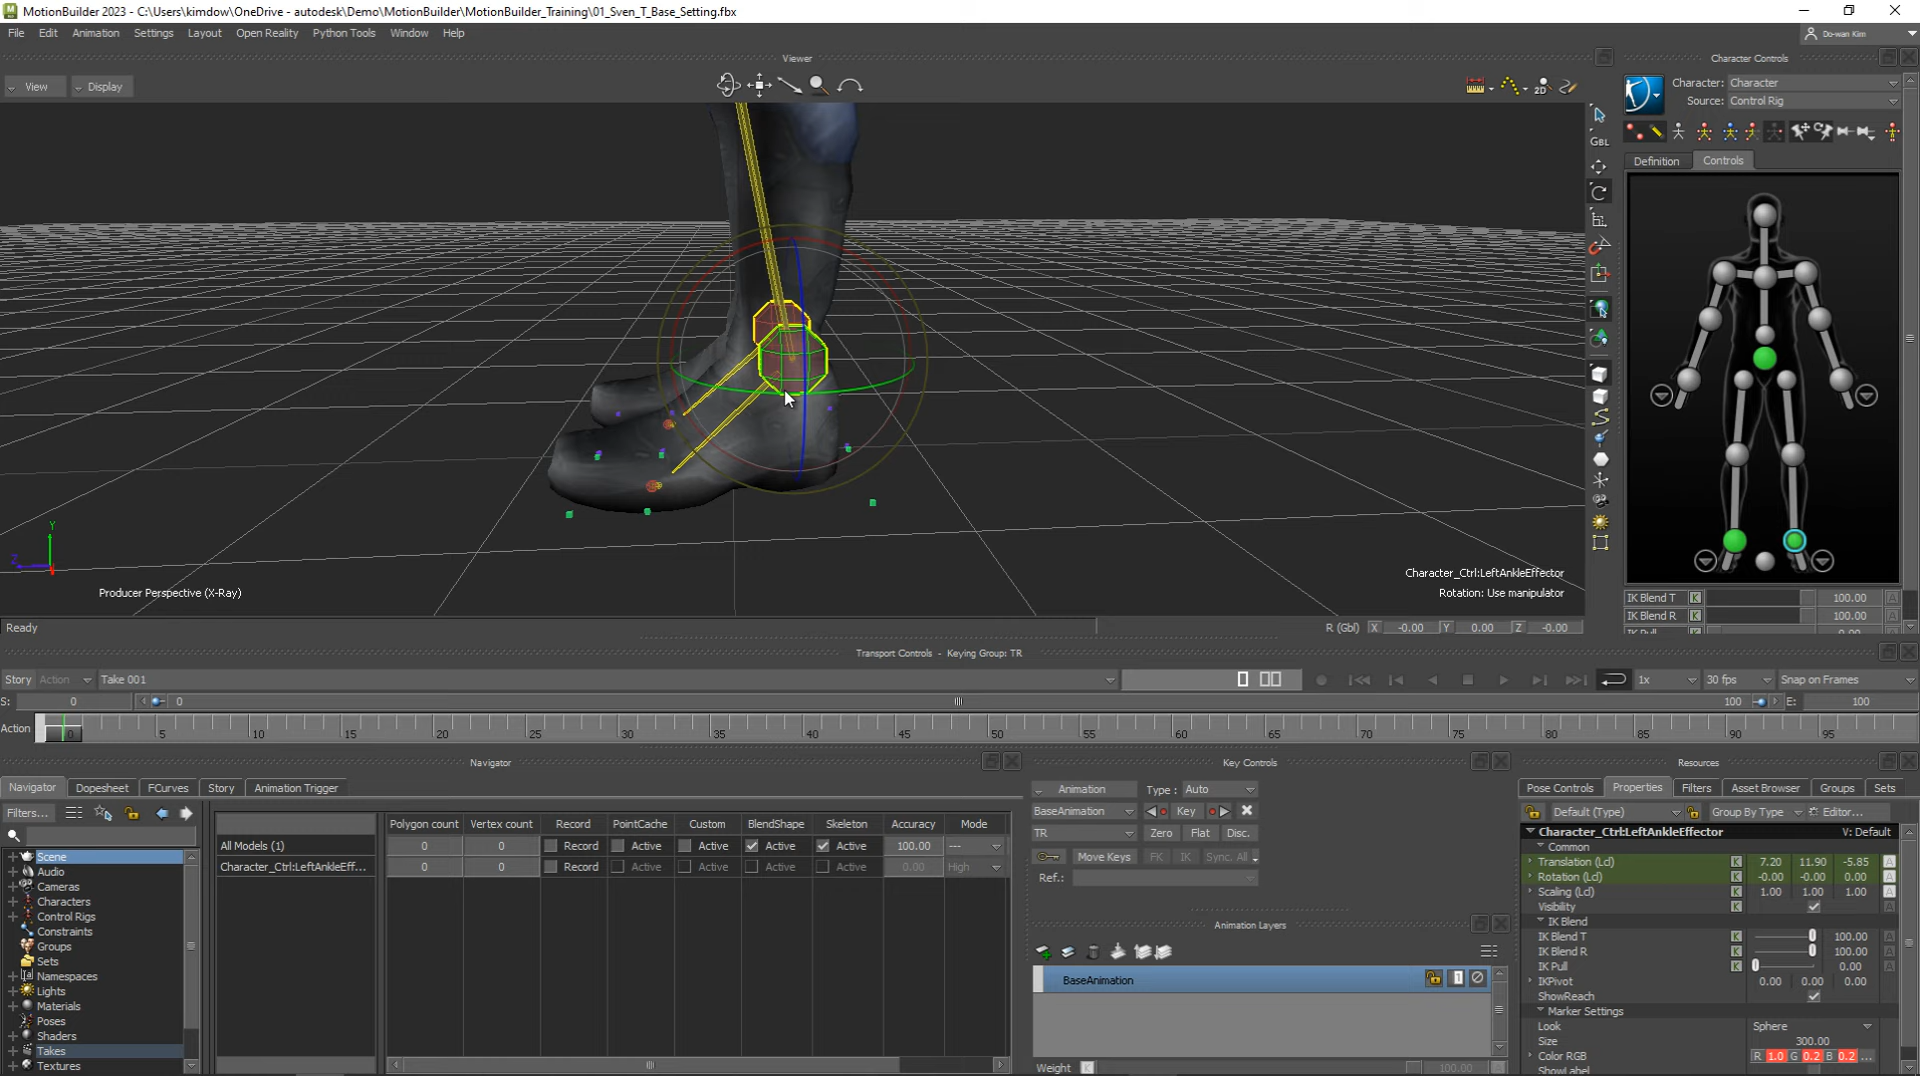 MotionBuilder 2023 - C:\Users\kimdow\OneDrive - autodesk\Demo\MotionBuilder\MotionBuilder_Training\01_Sven_T_Base_Setting.fbx
File Edit Animation Settings Layout Open Reality Python Tools Window Help
Do-wan Kim
Viewer
Character Controls
View Display
2D
Character: Character
Source: Control Rig
GBL
Definition Controls
Y
Z
Producer Perspective (X-Ray)
Character_Ctrl:LeftAnkleEffector
Rotation: Use manipulator
IK Blend T K 100.00 A
IK Blend R K 100.00 A
Ready
R (Gbl) X -0.00 Y 0.00 Z -0.00
Transport Controls - Keying Group: TR
Story Action Take 001 1x 30 fps Snap on Frames
S: 0 0 100 E: 100
Action 0 5 10 15 20 25 30 35 40 45 50 55 60 65 70 75 80 85 90 95
Navigator
Key Controls
Resources
Navigator Dopesheet FCurves Story Animation Trigger
Animation Type : Auto
Pose Controls Properties Filters Asset Browser Groups Sets
Filters...
BaseAnimation Key
Default (Type) Group By Type Editor...
Polygon count Vertex count Record PointCache Custom BlendShape Skeleton Accuracy Mode
TR Zero Flat Disc.
Character_Ctrl:LeftAnkleEffector V: Default
All Models (1) 0 0 Record Active Active Active Active 100.00 ---
Character_Ctrl:LeftAnkleEff... 0 0 Record Active Active Active Active 0.00 High
Move Keys FK IK Sync. All
Ref.:
Scene
Audio
Cameras
Characters
Control Rigs
Constraints
Groups
Sets
Namespaces
Lights
Materials
Poses
Shaders
Takes
Textures
Animation Layers
BaseAnimation 1
Weight K 100.00 A
Common
Translation (Lcl) K 7.20 11.90 -5.85 A
Rotation (Lcl) K -0.00 -0.00 0.00 A
Scaling (Lcl) K 1.00 1.00 1.00 A
Visibility K A
IK Blend
IK Blend T K 100.00 A
IK Blend R K 100.00 A
IK Pull K 0.00 A
IKPivot 0.00 0.00 0.00
ShowReach
Marker Settings
Look Sphere
Size 300.00
Color RGB R 1.0 G 0.2 B 0.2 ...
ShowLabel